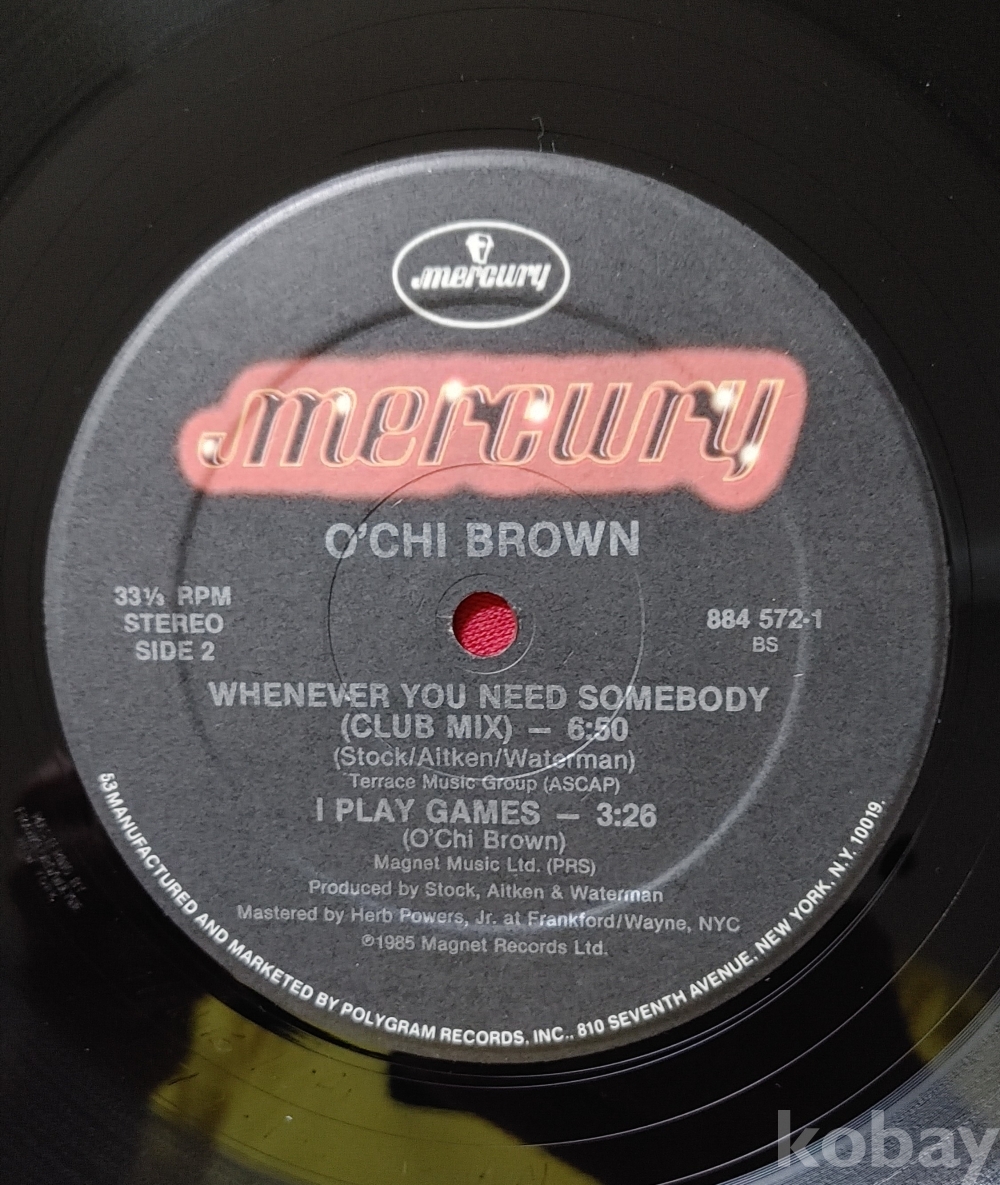 mercury
mercury
O'CHI BROWN
33⅓ RPM
STEREO
SIDE 2
884 572-1
BS
WHENEVER YOU NEED SOMEBODY
(CLUB MIX) — 6:50
(Stock/Aitken/Waterman)
Terrace Music Group (ASCAP)
I PLAY GAMES — 3:26
(O'Chi Brown)
Magnet Music Ltd. (PRS)
Produced by Stock, Aitken & Waterman
Mastered by Herb Powers, Jr. at Frankford/Wayne, NYC
℗1985 Magnet Records Ltd.
53 MANUFACTURED AND MARKETED BY POLYGRAM RECORDS, INC., 810 SEVENTH AVENUE, NEW YORK, N.Y. 10019.
kobay